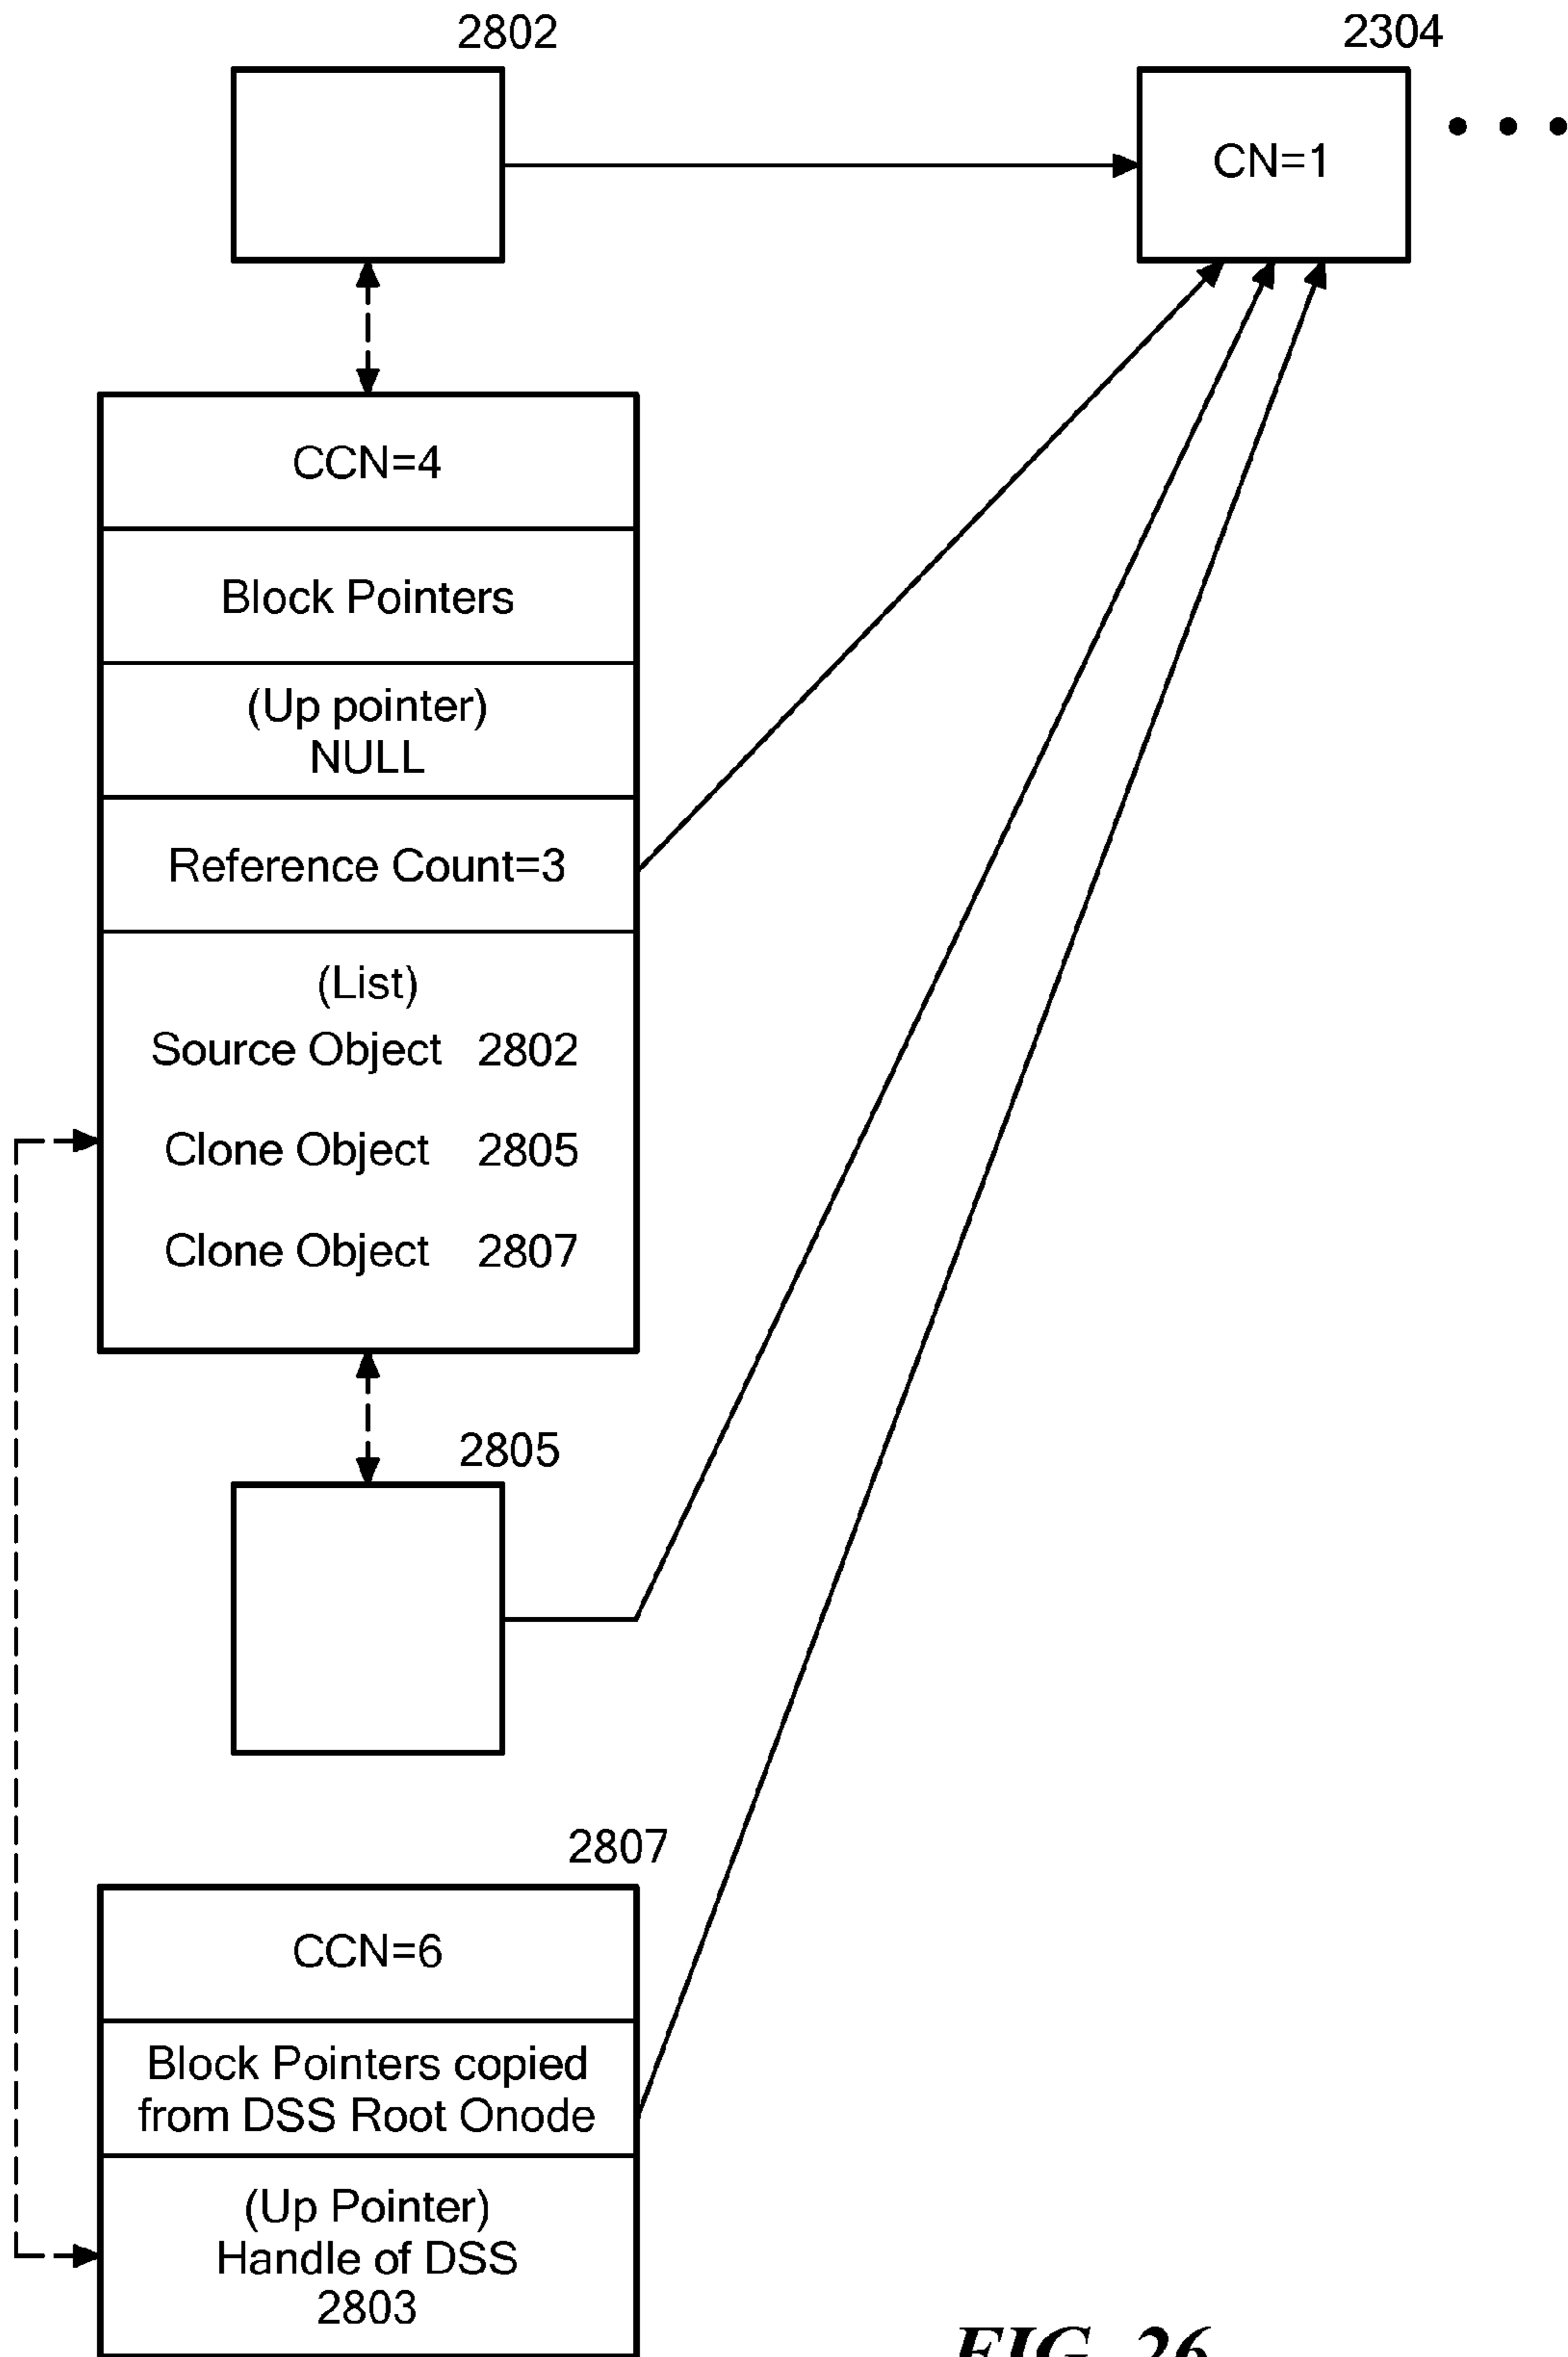 2802
2304
CN=1
CCN=4
Block Pointers
(Up pointer)
NULL
Reference Count=3
(List)
Source Object 2802
Clone Object 2805
Clone Object 2807
2805
2807
CCN=6
Block Pointers copied
from DSS Root Onode
(Up Pointer)
Handle of DSS
2803
FIG. 26